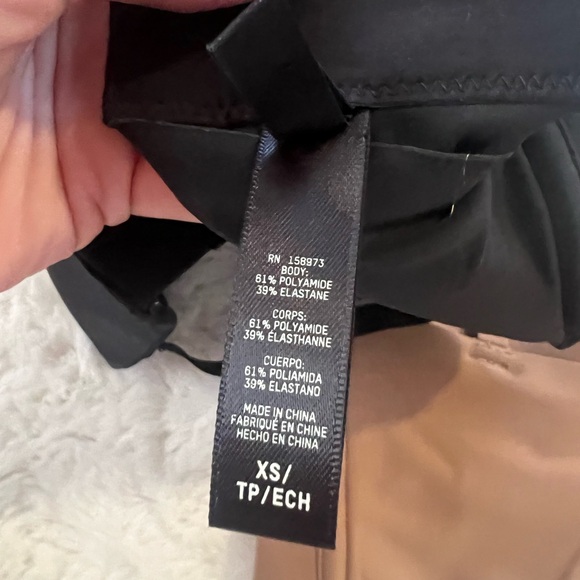 RN 158973
BODY:
61% POLYAMIDE
39% ELASTANE
CORPS:
61% POLYAMIDE
39% ÉLASTHANNE
CUERPO:
61% POLIAMIDA
39% ELASTANO
MADE IN CHINA
FABRIQUÉ EN CHINE
HECHO EN CHINA
XS/
TP/ECH